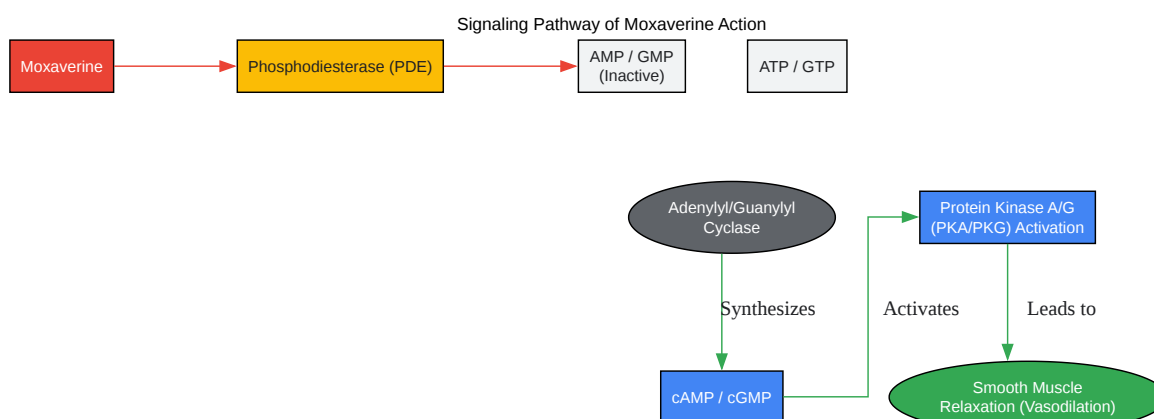 Signaling Pathway of Moxaverine Action
Moxaverine
Phosphodiesterase (PDE)
AMP / GMP
(Inactive)
ATP / GTP
Adenylyl/Guanylyl
Cyclase
Protein Kinase A/G
(PKA/PKG) Activation
Synthesizes
Activates
Leads to
cAMP / cGMP
Smooth Muscle
Relaxation (Vasodilation)